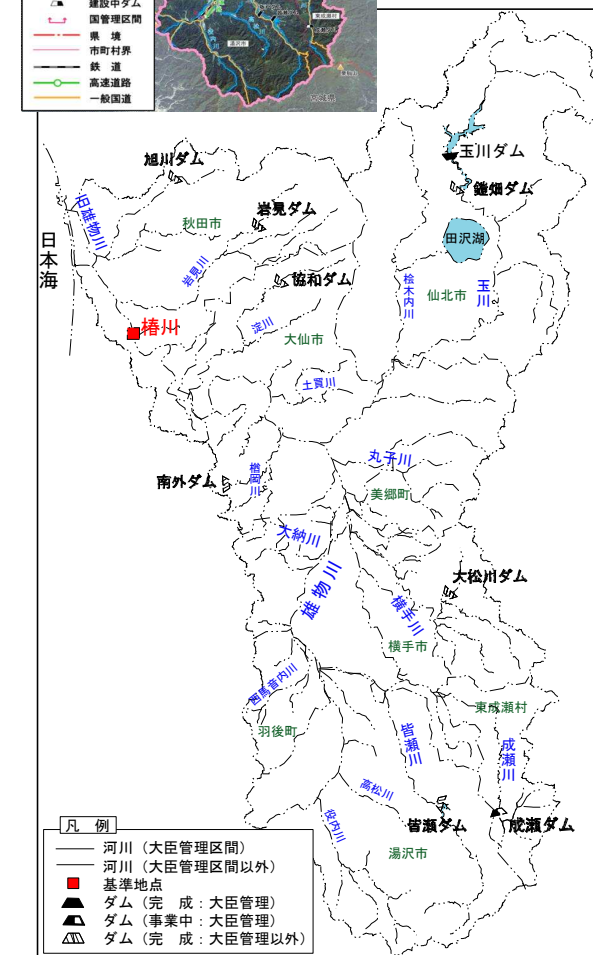 建設中ダム
国管理区間
県 境
市町村界
鉄 道
高速道路
一般国道
湯沢市
東成瀬村
宮城県
玉川ダム
旭川ダム
鎧畑ダム
旧雄物川
秋田市
岩見ダム
日本海
田沢湖
岩見川
協和ダム
桧木内川
玉川
仙北市
椿川
淀川
大仙市
土買川
丸子川
楢岡川
南外ダム
美郷町
大納川
大松川ダム
雄物川
横手川
横手市
西馬音内川
東成瀬村
羽後町
皆瀬川
成瀬川
高松川
役内川
皆瀬ダム
成瀬ダム
湯沢市
凡 例
河川（大臣管理区間）
河川（大臣管理区間以外）
基準地点
ダム（完 成：大臣管理）
ダム（事業中：大臣管理）
ダム（完 成：大臣管理以外）